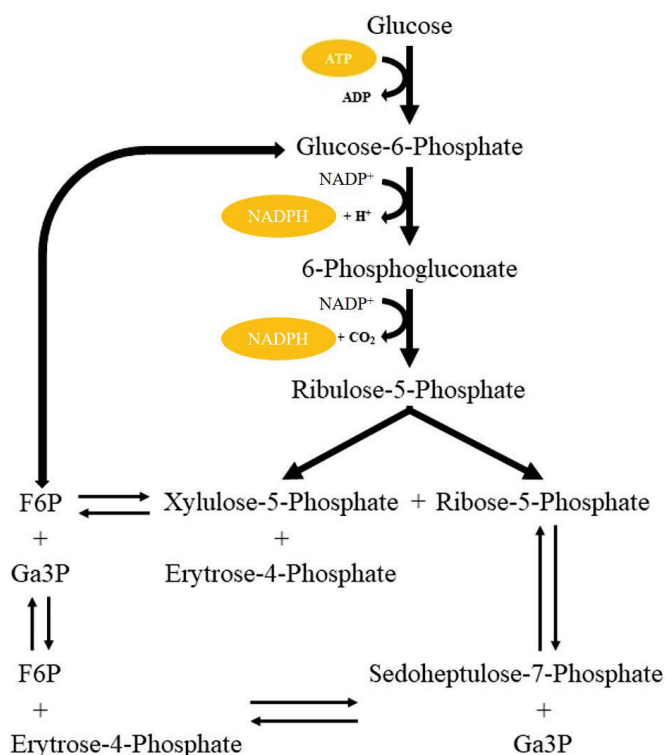 Glucose
ATP
ADP
Glucose-6-Phosphate
NADP⁺
NADPH + H⁺
6-Phosphogluconate
NADP⁺
NADPH + CO₂
Ribulose-5-Phosphate
F6P Xylulose-5-Phosphate + Ribose-5-Phosphate
+ +
Ga3P Erytrose-4-Phosphate
F6P Sedoheptulose-7-Phosphate
+ +
Erytrose-4-Phosphate Ga3P